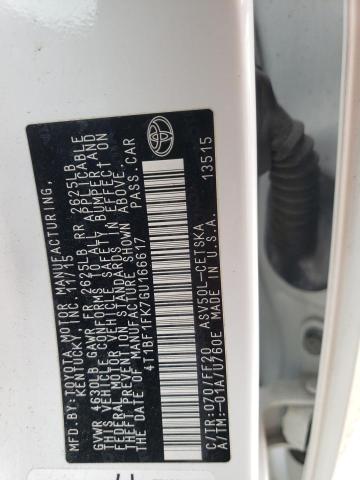 MFD.BY:TOYOTA MOTOR MANUFACTURING,
KENTUCKY, INC. 11/15
GVWR 4630LB GAWR FR 2625LB RR 2625LB
THIS VEHICLE CONFORMS TO ALL APPLICABLE
FEDERAL MOTOR VEHICLE SAFETY, BUMPER, AND
THEFT PREVENTION STANDARDS IN EFFECT ON
THE DATE OF MANUFACTURE SHOWN ABOVE.
4T1BF1FK7GU166617 PASS.CAR
C/TR:070/FF20 ASV50L-CETSKA
A/TM:-01A/U760E MADE IN U.S.A. 13515